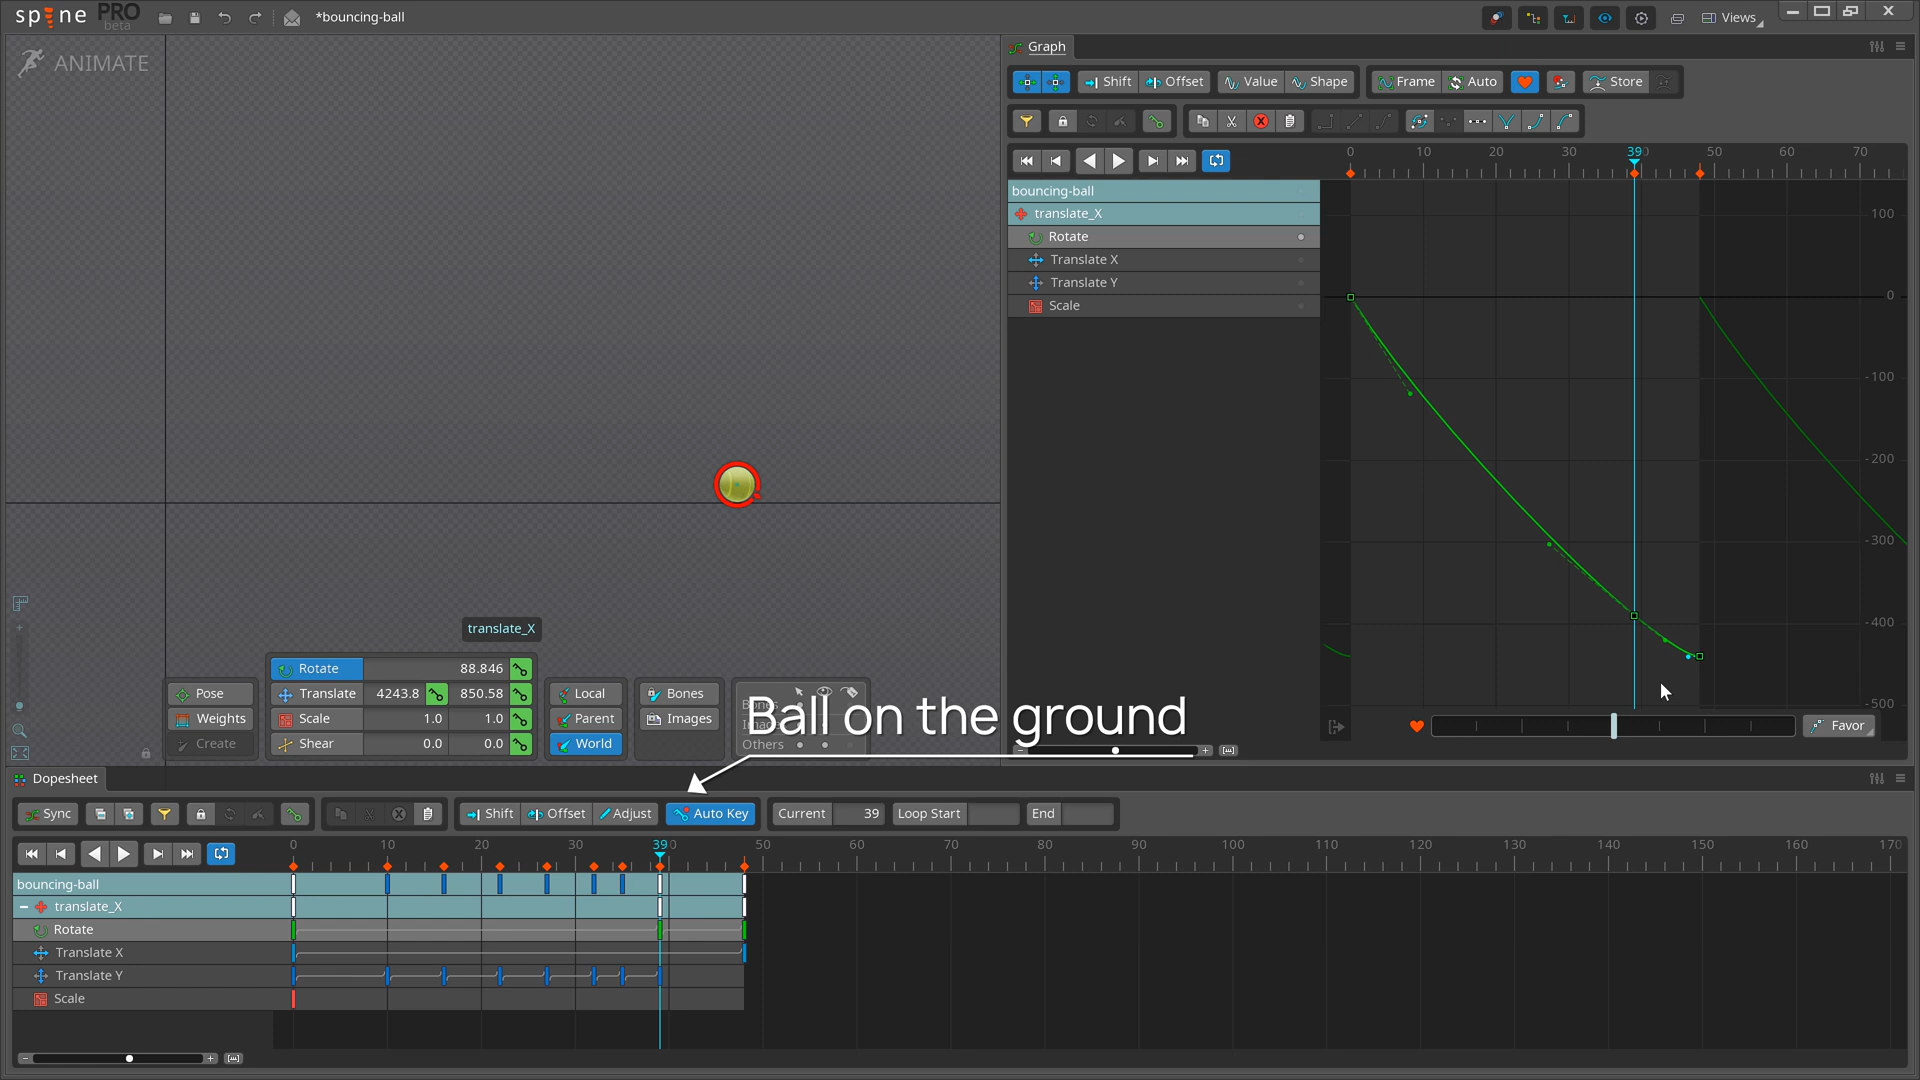 spine PRO
beta
*bouncing-ball
Views
ANIMATE
Graph
Shift Offset Value Shape Frame Auto Store
0 10 20 30 39 50 60 70
bouncing-ball
translate_X
Rotate
Translate X
Translate Y
Scale
100
0
-100
-200
-300
-400
-500
Favor
translate_X
Pose
Weights
Create
Rotate 88.846
Translate 4243.8 850.58
Scale 1.0 1.0
Shear 0.0 0.0
Local
Parent
World
Bones
Images
Others
Ball on the ground
Dopesheet
Sync Shift Offset Adjust Auto Key Current 39 Loop Start End
0 10 20 30 39 50 60 70 80 90 100 110 120 130 140 150 160 170
bouncing-ball
translate_X
Rotate
Translate X
Translate Y
Scale